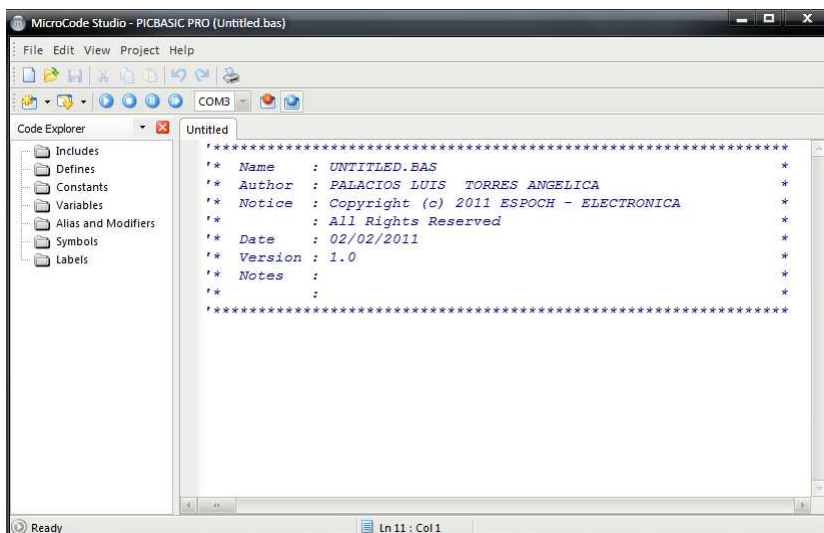 MicroCode Studio - PICBASIC PRO (Untitled.bas)
File Edit View Project Help
COM3
Code Explorer
Untitled
Includes
Defines
Constants
Variables
Alias and Modifiers
Symbols
Labels
'****************************************************************
'*  Name    : UNTITLED.BAS                                      *
'*  Author  : PALACIOS LUIS  TORRES ANGELICA                    *
'*  Notice  : Copyright (c) 2011 ESPOCH - ELECTRONICA           *
'*          : All Rights Reserved                               *
'*  Date    : 02/02/2011                                        *
'*  Version : 1.0                                               *
'*  Notes   :                                                   *
'*          :                                                   *
'****************************************************************
Ready
Ln 11 : Col 1